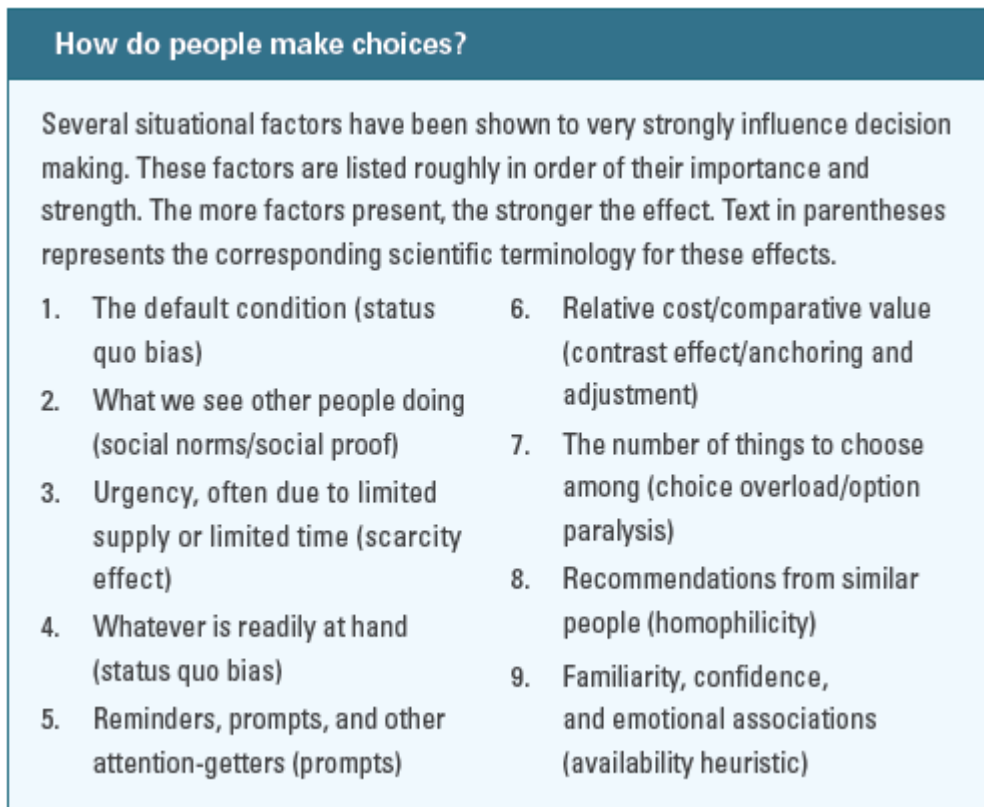 How do people make choices?
Several situational factors have been shown to very strongly influence decision
making. These factors are listed roughly in order of their importance and
strength. The more factors present, the stronger the effect. Text in parentheses
represents the corresponding scientific terminology for these effects.
1. The default condition (status
quo bias)
2. What we see other people doing
(social norms/social proof)
3. Urgency, often due to limited
supply or limited time (scarcity
effect)
4. Whatever is readily at hand
(status quo bias)
5. Reminders, prompts, and other
attention-getters (prompts)
6. Relative cost/comparative value
(contrast effect/anchoring and
adjustment)
7. The number of things to choose
among (choice overload/option
paralysis)
8. Recommendations from similar
people (homophilicity)
9. Familiarity, confidence,
and emotional associations
(availability heuristic)